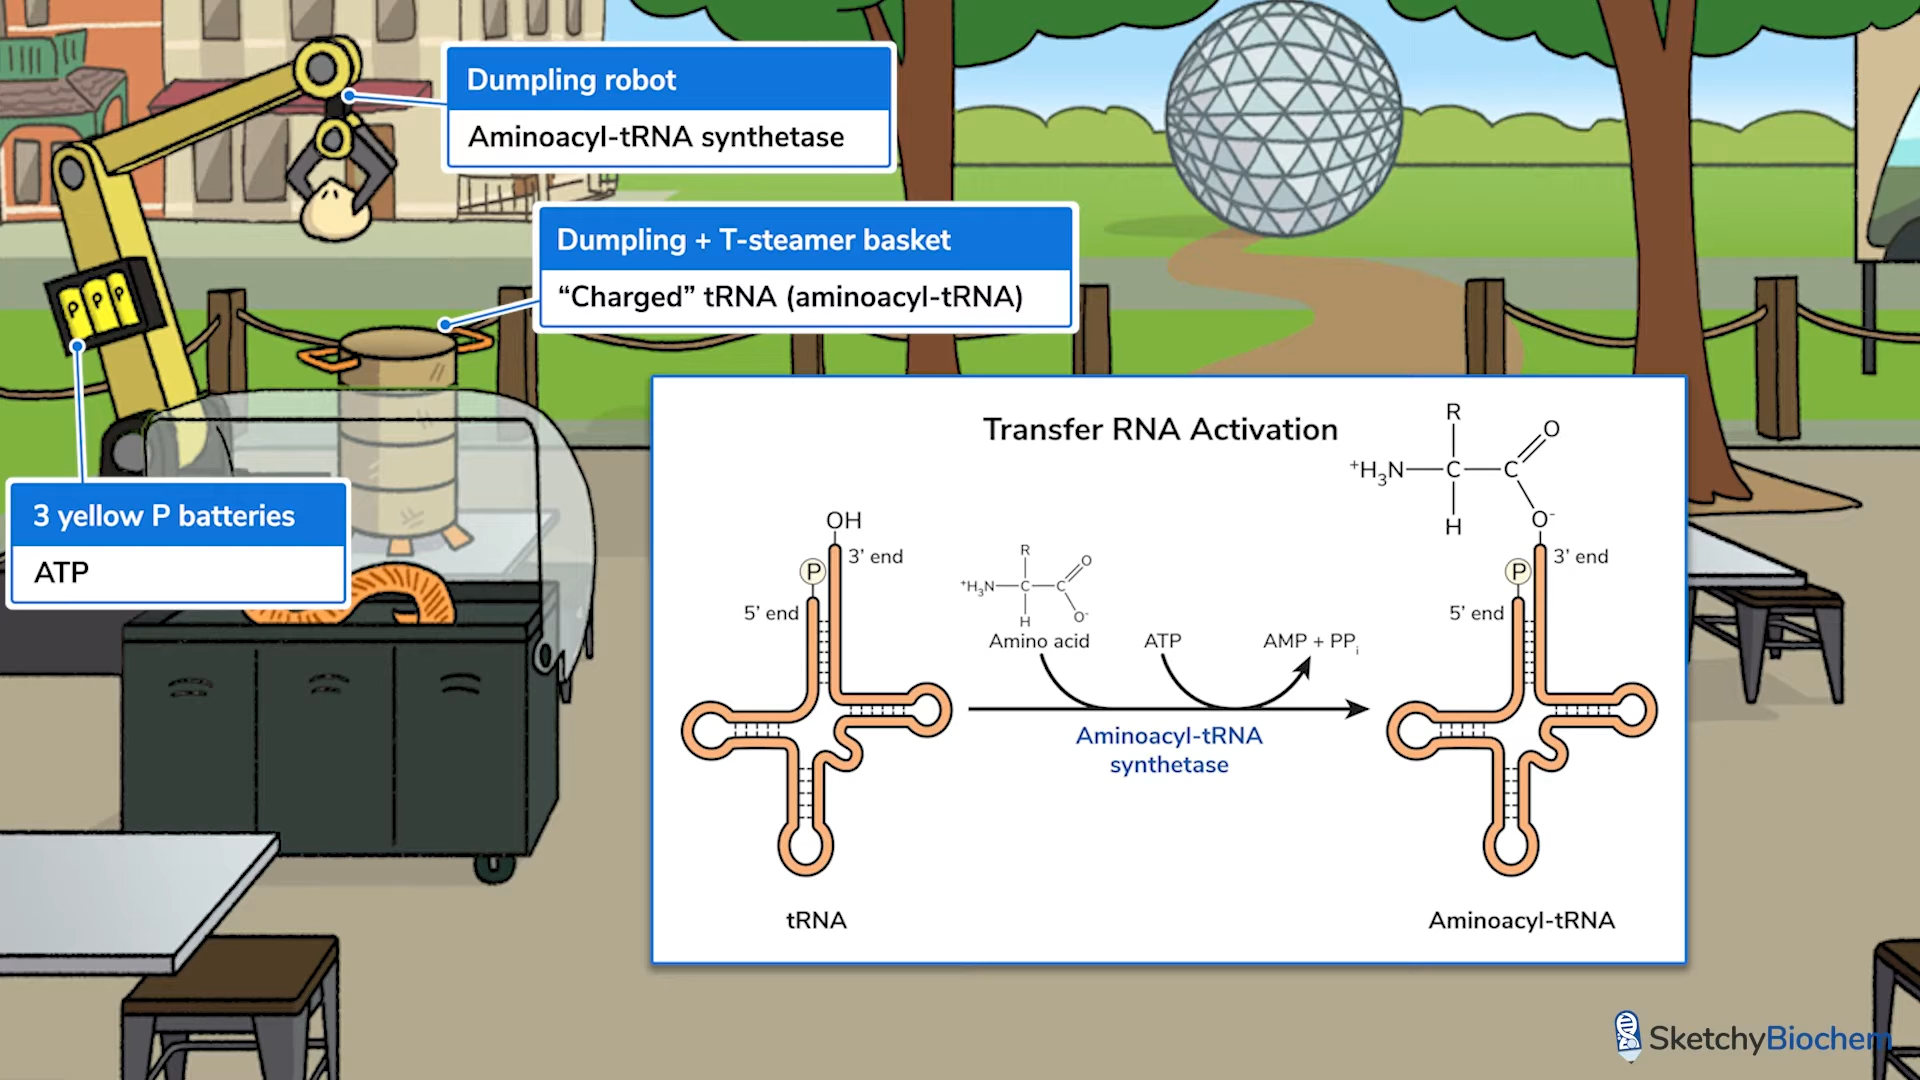 Dumpling robot
Aminoacyl-tRNA synthetase
Dumpling + T-steamer basket
“Charged” tRNA (aminoacyl-tRNA)
P P P
3 yellow P batteries
ATP
Transfer RNA Activation
R
O
⁺H₃N C C
H
O⁻
OH
3’ end
P
5’ end
R
O
⁺H₃N C C
H
O⁻
Amino acid
ATP
AMP + PPᵢ
3’ end
P
5’ end
Aminoacyl-tRNA
synthetase
tRNA
Aminoacyl-tRNA
SketchyBiochem